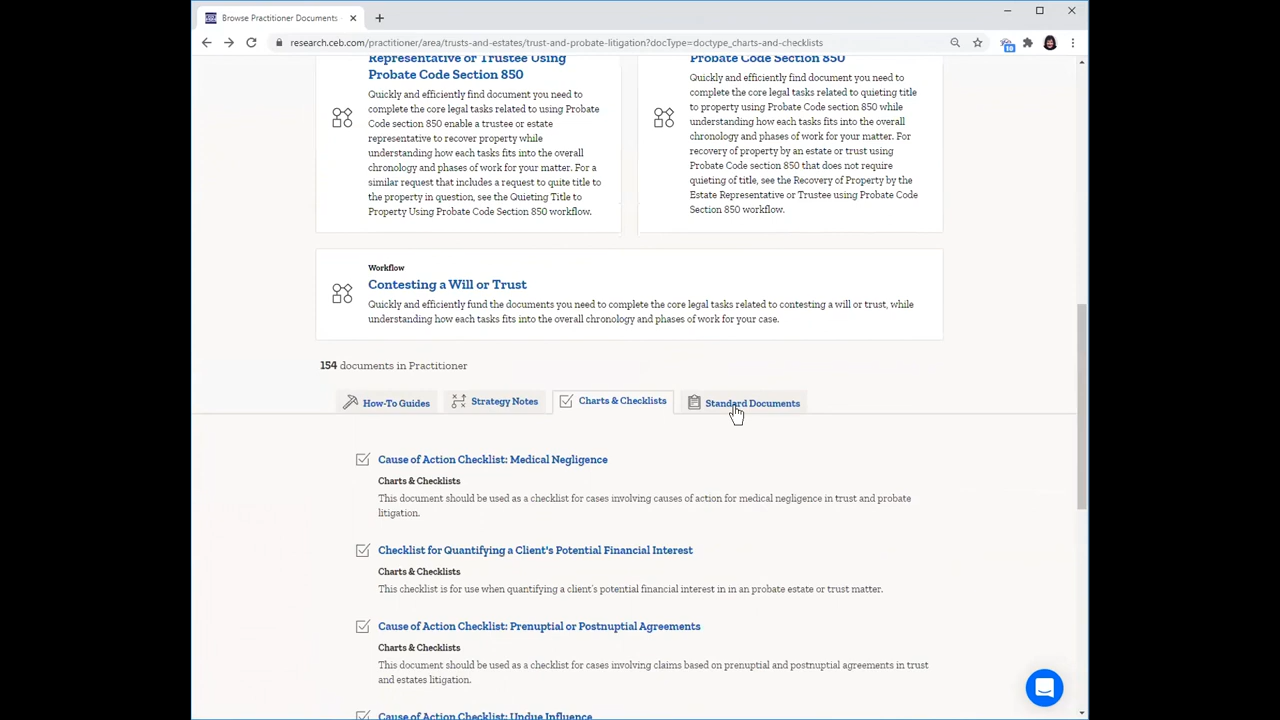 Browse Practitioner Documents
research.ceb.com/practitioner/area/trusts-and-estates/trust-and-probate-litigation?docType=doctype_charts-and-checklists
10
Representative or Trustee Using
Probate Code Section 850
Quickly and efficiently find document you need to
complete the core legal tasks related to using Probate
Code section 850 enable a trustee or estate
representative to recover property while
understanding how each tasks fits into the overall
chronology and phases of work for your matter. For a
similar request that includes a request to quite title to
the property in question, see the Quieting Title to
Property Using Probate Code Section 850 workflow.
Probate Code Section 850
Quickly and efficiently find document you need to
complete the core legal tasks related to quieting title
to property using Probate Code section 850 while
understanding how each tasks fits into the overall
chronology and phases of work for your matter. For
recovery of property by an estate or trust using
Probate Code section 850 that does not require
quieting of title, see the Recovery of Property by the
Estate Representative or Trustee using Probate Code
Section 850 workflow.
Workflow
Contesting a Will or Trust
Quickly and efficiently fund the documents you need to complete the core legal tasks related to contesting a will or trust, while
understanding how each tasks fits into the overall chronology and phases of work for your case.
154 documents in Practitioner
How-To Guides
Strategy Notes
Charts & Checklists
Standard Documents
Cause of Action Checklist: Medical Negligence
Charts & Checklists
This document should be used as a checklist for cases involving causes of action for medical negligence in trust and probate
litigation.
Checklist for Quantifying a Client's Potential Financial Interest
Charts & Checklists
This checklist is for use when quantifying a client's potential financial interest in in an probate estate or trust matter.
Cause of Action Checklist: Prenuptial or Postnuptial Agreements
Charts & Checklists
This document should be used as a checklist for cases involving claims based on prenuptial and postnuptial agreements in trust
and estates litigation.
Cause of Action Checklist: Undue Influence